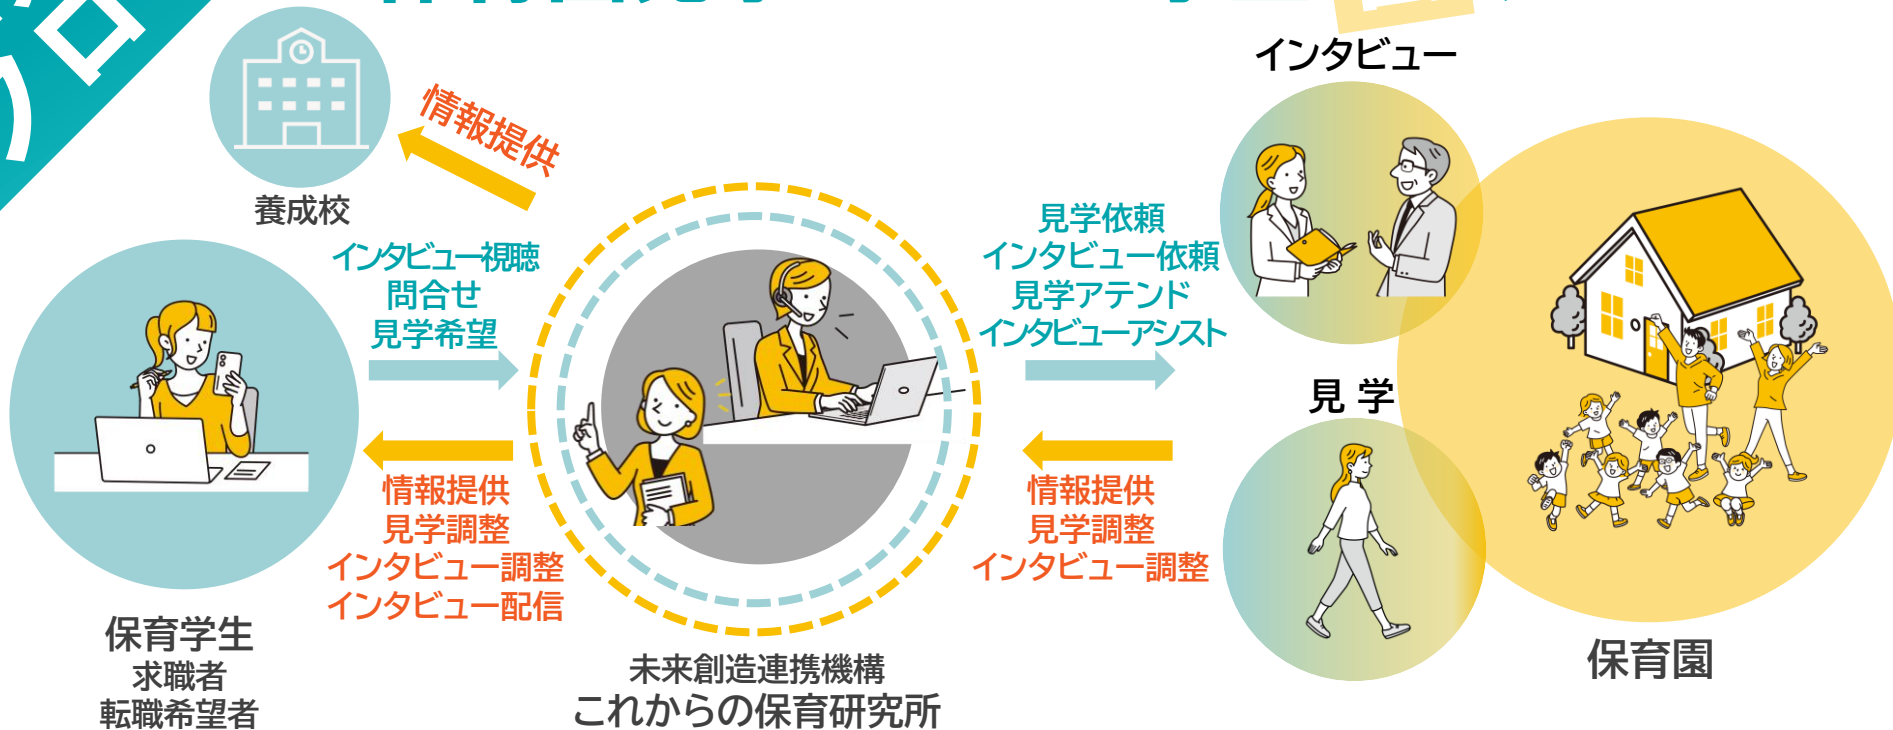 インタビュー
情報提供
養成校
インタビュー視聴
問合せ
見学希望
見学依頼
インタビュー依頼
見学アテンド
インタビューアシスト
見 学
情報提供
見学調整
インタビュー調整
インタビュー配信
情報提供
見学調整
インタビュー調整
保育学生
求職者
転職希望者
未来創造連携機構
これからの保育研究所
保育園